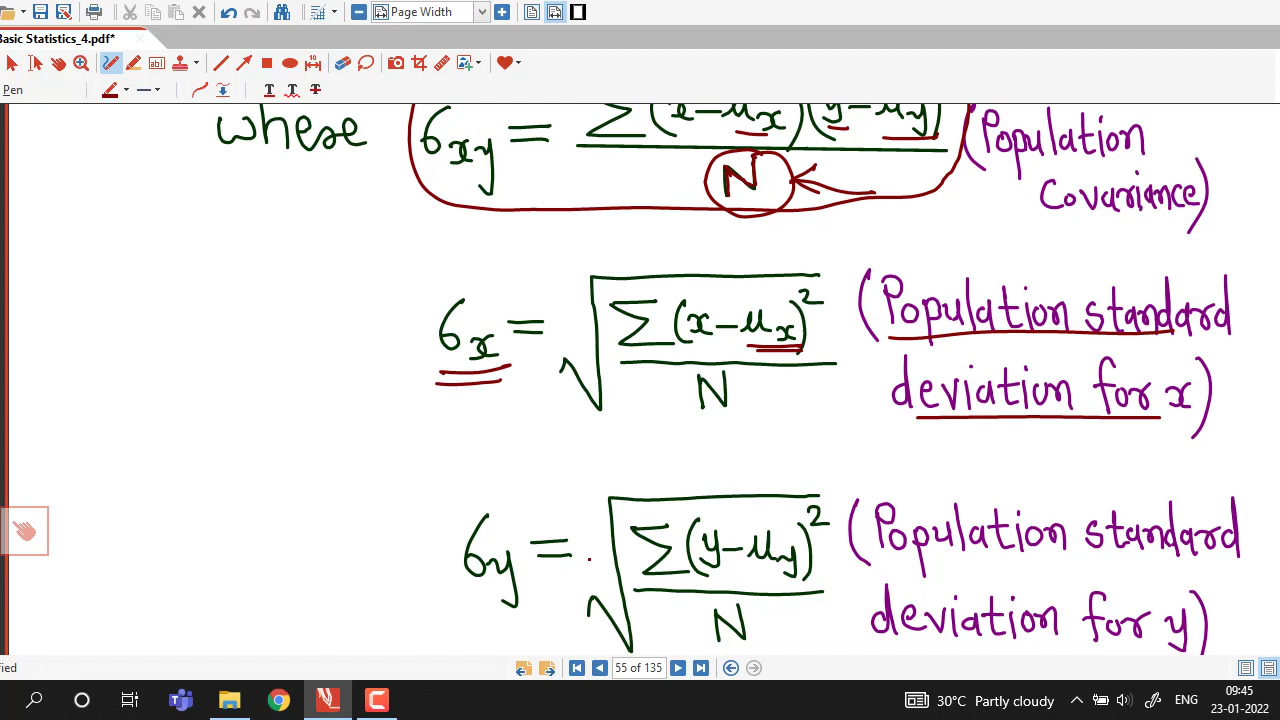 Page Width
Basic Statistics_4.pdf*
Pen
where σxy = ∑(x-μx)(y-μy) / N (Population
covariance)
σx = √(∑(x-μx)² / N) (Population standard
deviation for x)
σy = √(∑(y-μy)² / N) (Population standard
deviation for y)
55 of 135
30°C Partly cloudy
ENG
09:45
23-01-2022